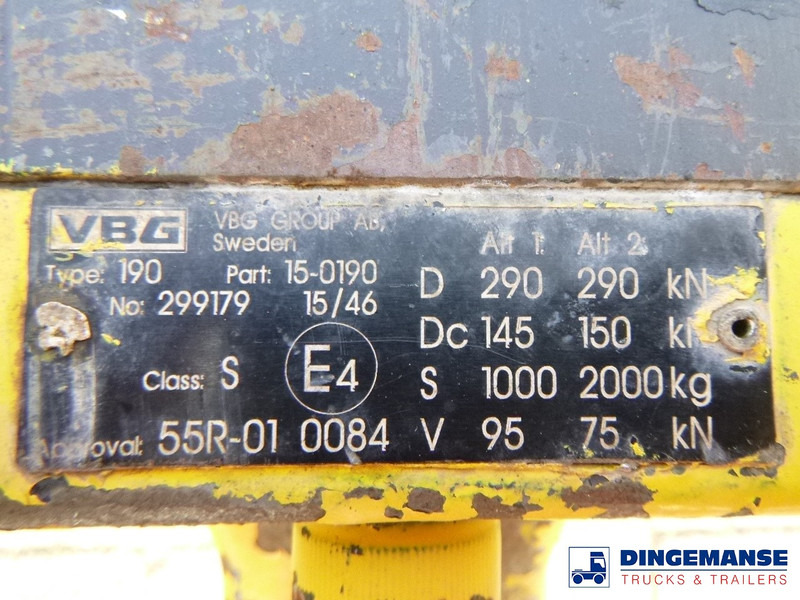 VBG
VBG GROUP AB,
Sweden
Type: 190 Part: 15-0190
No: 299179 15/46
Class: S E4
Approval: 55R-01 0084
Alt 1: Alt 2:
D 290 290 kN
Dc 145 150 kN
S 1000 2000 kg
V 95 75 kN
DINGEMANSE
TRUCKS & TRAILERS